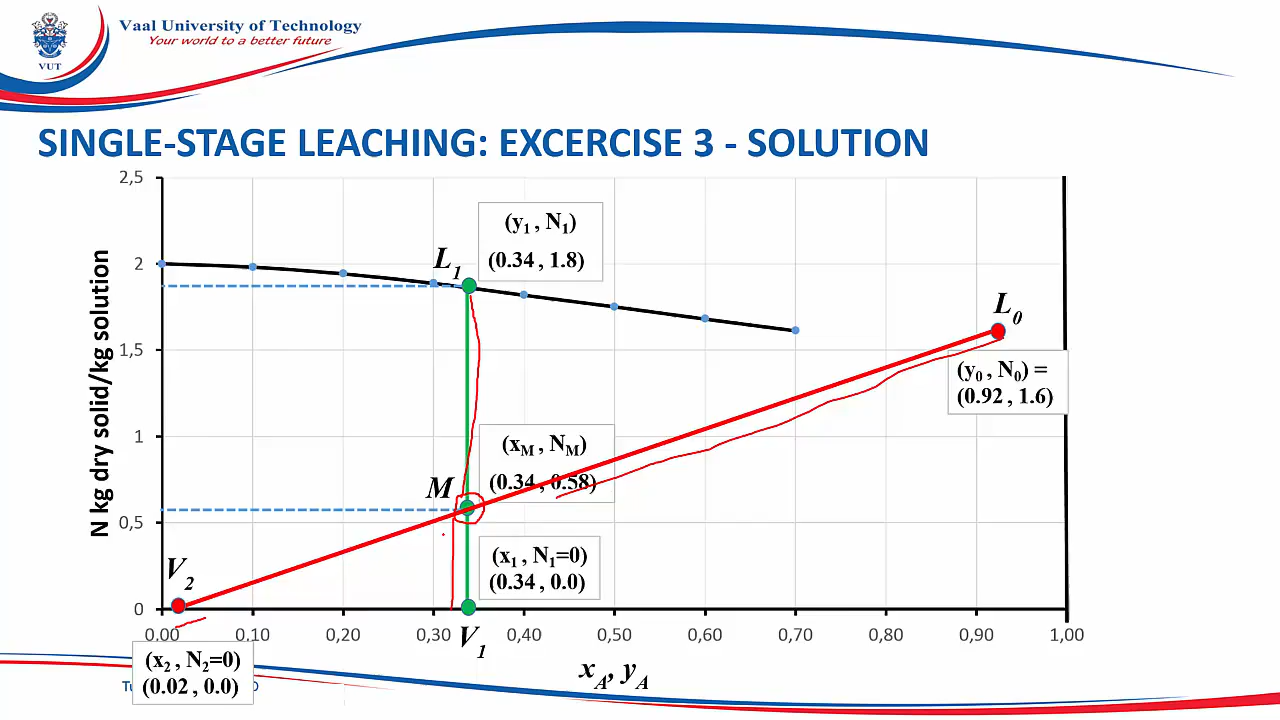 Vaal University of Technology
Your world to a better future
VUT
SINGLE-STAGE LEACHING: EXCERCISE 3 - SOLUTION
N kg dry solid/kg solution
2,5
2
1,5
1
0,5
0
L1
(y1 , N1)
(0.34 , 1.8)
L0
(y0 , N0) =
(0.92 , 1.6)
(xM , NM)
(0.34 , 0.58)
M
(x1 , N1=0)
(0.34 , 0.0)
V2
0.00 0,10 0,20 0,30 0,40 0,50 0,60 0,70 0,80 0,90 1,00
V1
(x2 , N2=0)
(0.02 , 0.0)
xA, yA